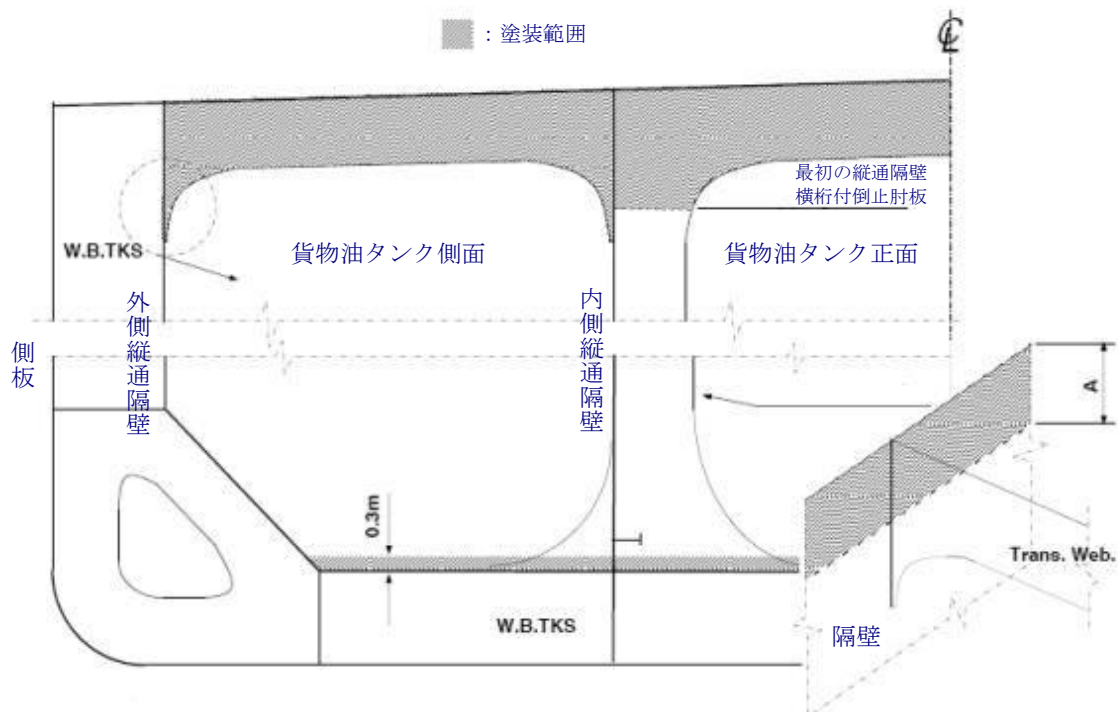 ：塗装範囲
℄
最初の縦通隔壁
横桁付倒止肘板
W.B.TKS
貨物油タンク側面
貨物油タンク正面
外側縦通隔壁
内側縦通隔壁
側板
A
0.3m
Trans. Web.
W.B.TKS
隔壁